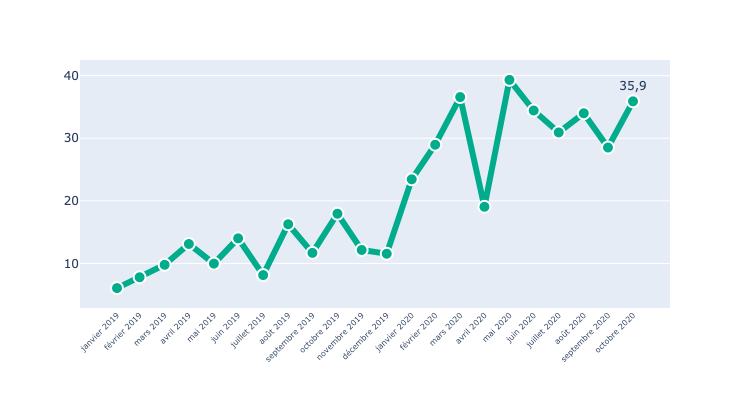 40
30
20
10
35,9
janvier 2019
février 2019
mars 2019
avril 2019
mai 2019
juin 2019
juillet 2019
août 2019
septembre 2019
octobre 2019
novembre 2019
décembre 2019
janvier 2020
février 2020
mars 2020
avril 2020
mai 2020
juin 2020
juillet 2020
août 2020
septembre 2020
octobre 2020